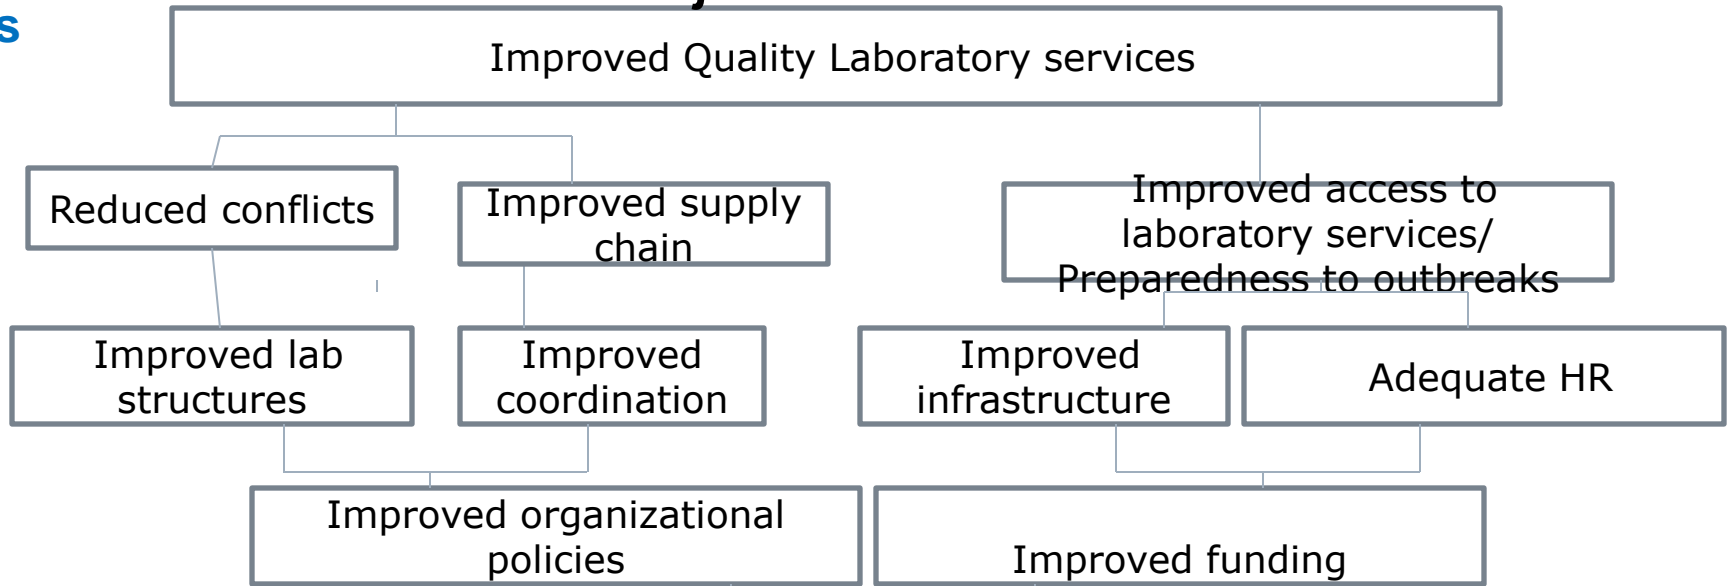 s
j
Improved Quality Laboratory services
Reduced conflicts
Improved supply
chain
Improved access to
laboratory services/
Preparedness to outbreaks
Improved lab
structures
Improved
coordination
Improved
infrastructure
Adequate HR
Improved organizational
policies
Improved funding